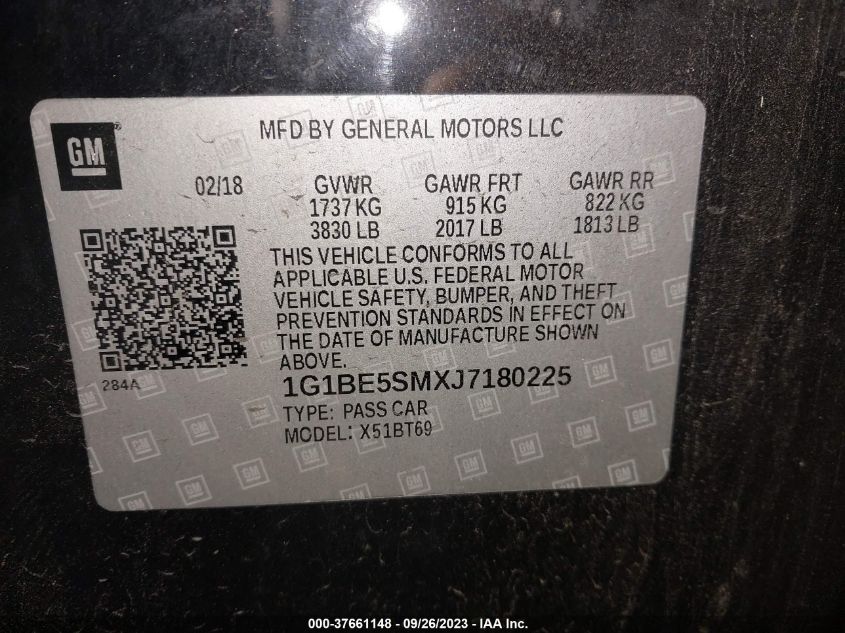 GM
MFD BY GENERAL MOTORS LLC
02/18 GVWR GAWR FRT GAWR RR
1737 KG 915 KG 822 KG
3830 LB 2017 LB 1813 LB
THIS VEHICLE CONFORMS TO ALL
APPLICABLE U.S. FEDERAL MOTOR
VEHICLE SAFETY, BUMPER, AND THEFT
PREVENTION STANDARDS IN EFFECT ON
THE DATE OF MANUFACTURE SHOWN
ABOVE.
284A
1G1BE5SMXJ7180225
TYPE: PASS CAR
MODEL: X51BT69
000-37661148 - 09/26/2023 - IAA Inc.